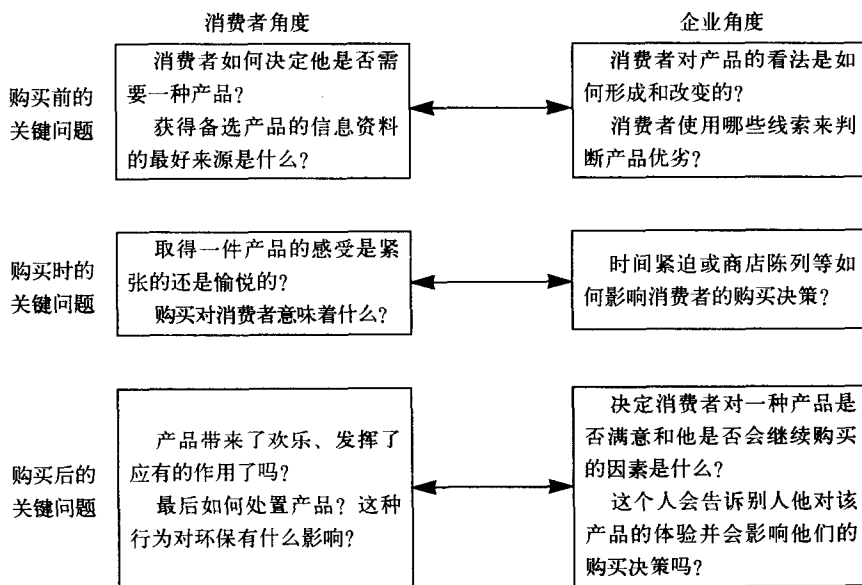 消费者角度
企业角度
购买前的
关键问题
消费者如何决定他是否需
要一种产品?
获得备选产品的信息资料
的最好来源是什么?
消费者对产品的看法是如
何形成和改变的?
消费者使用哪些线索来判
断产品优劣?
购买时的
关键问题
取得一件产品的感受是紧
张的还是愉悦的?
购买对消费者意味着什么?
时间紧迫或商店陈列等如
何影响消费者的购买决策?
购买后的
关键问题
产品带来了欢乐、发挥了
应有的作用了吗?
最后如何处置产品?这种
行为对环保有什么影响?
决定消费者对一种产品是
否满意和他是否会继续购买
的因素是什么?
这个人会告诉别人他对该
产品的体验并会影响他们的
购买决策吗?